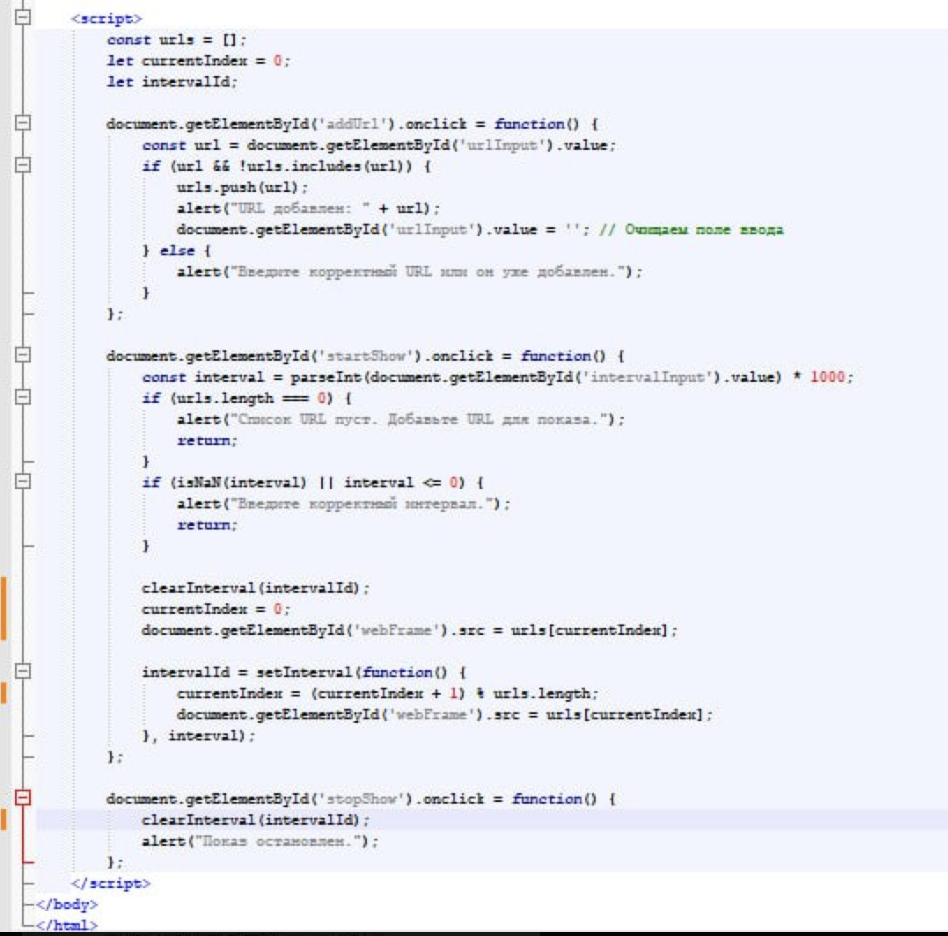 <script>
const urls = [];
let currentIndex = 0;
let intervalId;
document.getElementById('addUrl').onclick = function() {
const url = document.getElementById('urlInput').value;
if (url && !urls.includes(url)) {
urls.push(url);
alert("URL добавлен: " + url);
document.getElementById('urlInput').value = ''; // Очищаем поле ввода
} else {
alert("Введите корректный URL или он уже добавлен.");
}
};
document.getElementById('startShow').onclick = function() {
const interval = parseInt(document.getElementById('intervalInput').value) * 1000;
if (urls.length === 0) {
alert("Список URL пуст. Добавьте URL для показа.");
return;
}
if (isNaN(interval) || interval <= 0) {
alert("Введите корректный интервал.");
return;
}
clearInterval(intervalId);
currentIndex = 0;
document.getElementById('webFrame').src = urls[currentIndex];
intervalId = setInterval(function() {
currentIndex = (currentIndex + 1) % urls.length;
document.getElementById('webFrame').src = urls[currentIndex];
}, interval);
};
document.getElementById('stopShow').onclick = function() {
clearInterval(intervalId);
alert("Показ остановлен.");
};
</script>
</body>
</html>